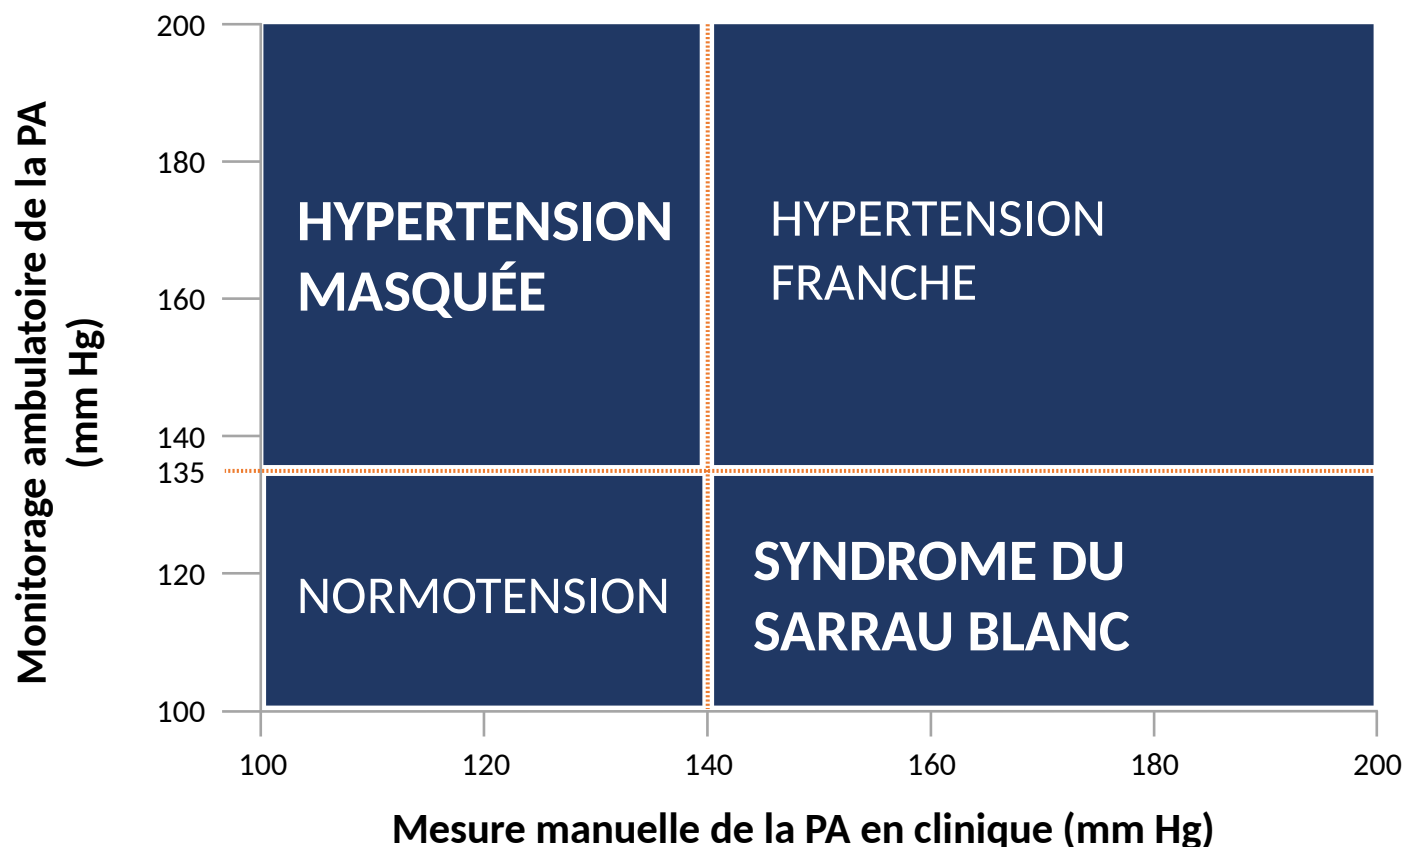 Monitorage ambulatoire de la PA
(mm Hg)
200
180
160
140
135
120
100
HYPERTENSION
MASQUÉE
HYPERTENSION
FRANCHE
NORMOTENSION
SYNDROME DU
SARRAU BLANC
100 120 140 160 180 200
Mesure manuelle de la PA en clinique (mm Hg)